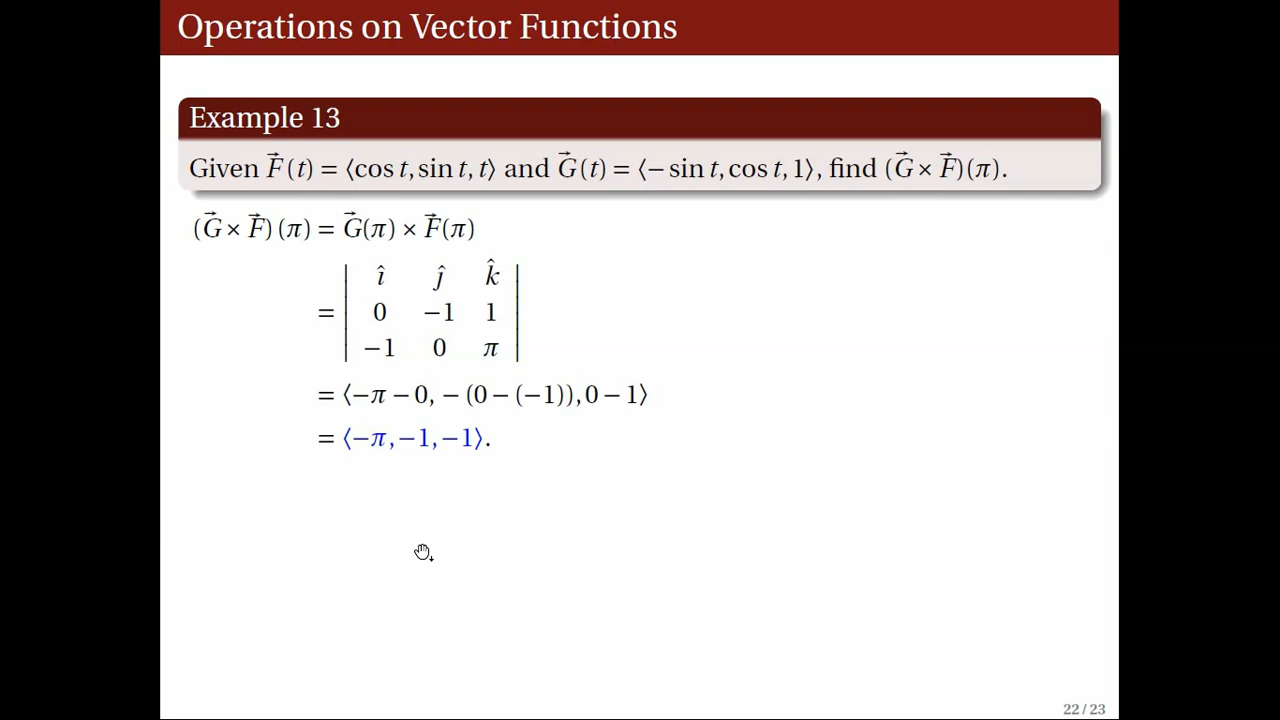 Operations on Vector Functions
Example 13
Given F⃗(t) = ⟨cos t, sin t, t⟩ and G⃗(t) = ⟨− sin t, cos t, 1⟩, find (G⃗ × F⃗)(π).
(G⃗ × F⃗)(π) = G⃗(π) × F⃗(π)
= | î ĵ k̂ |
| 0 −1 1 |
| −1 0 π |
= ⟨−π − 0, − (0 − (−1)), 0 − 1⟩
= ⟨−π, −1, −1⟩.
22 / 23